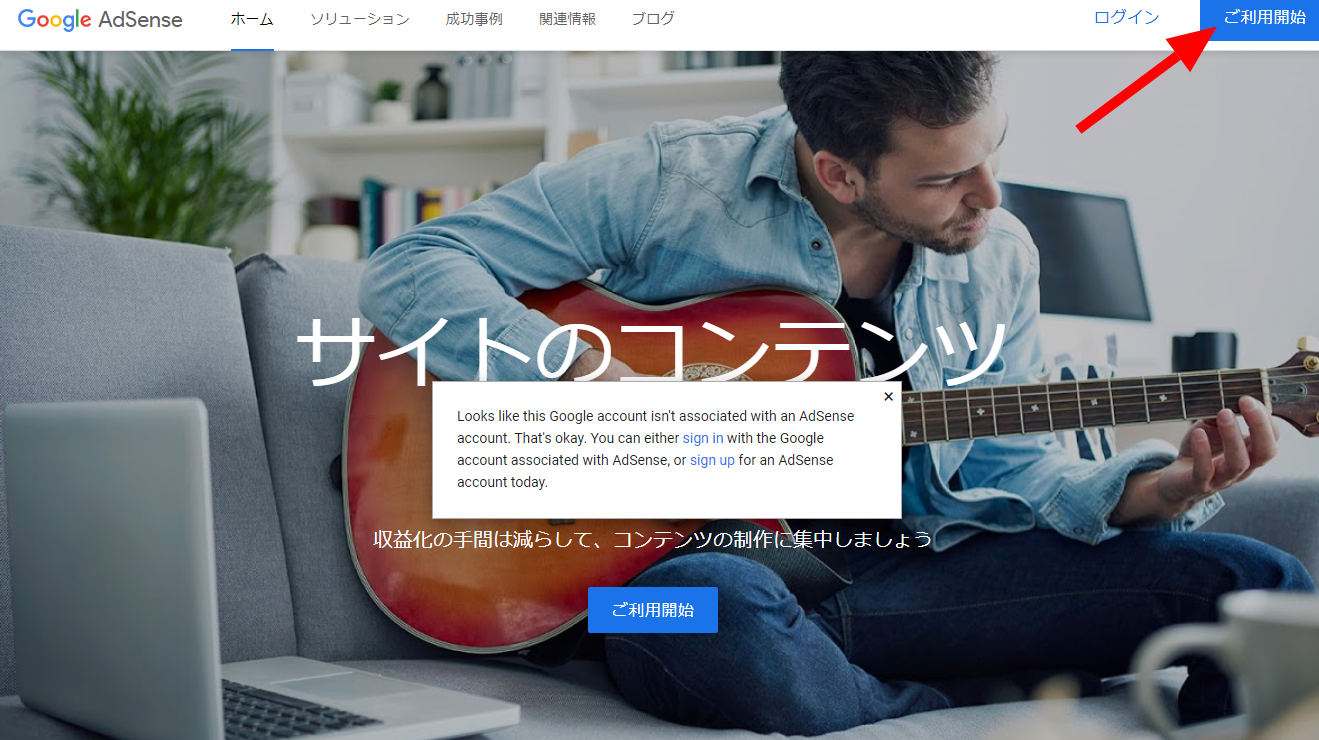 Google AdSense
ホーム
ソリューション
成功事例
関連情報
ブログ
ログイン
ご利用開始
サイトのコンテンツ
×
Looks like this Google account isn't associated with an AdSense
account. That's okay. You can either sign in with the Google
account associated with AdSense, or sign up for an AdSense
account today.
収益化の手間は減らして、コンテンツの制作に集中しましょう
ご利用開始